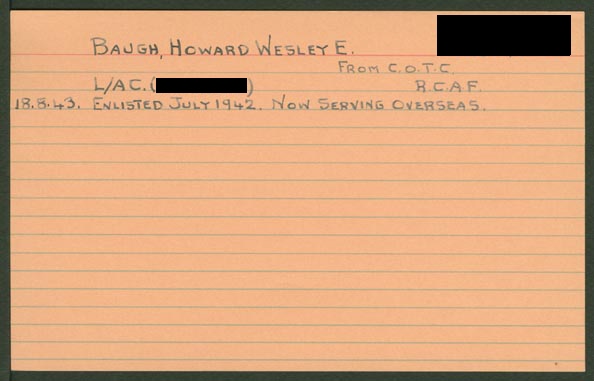 BAUGH, HOWARD WESLEY E.
FROM C.O.T.C.
L/AC. ( ) R.C.A.F.
18.8.43. ENLISTED JULY 1942. NOW SERVING OVERSEAS.